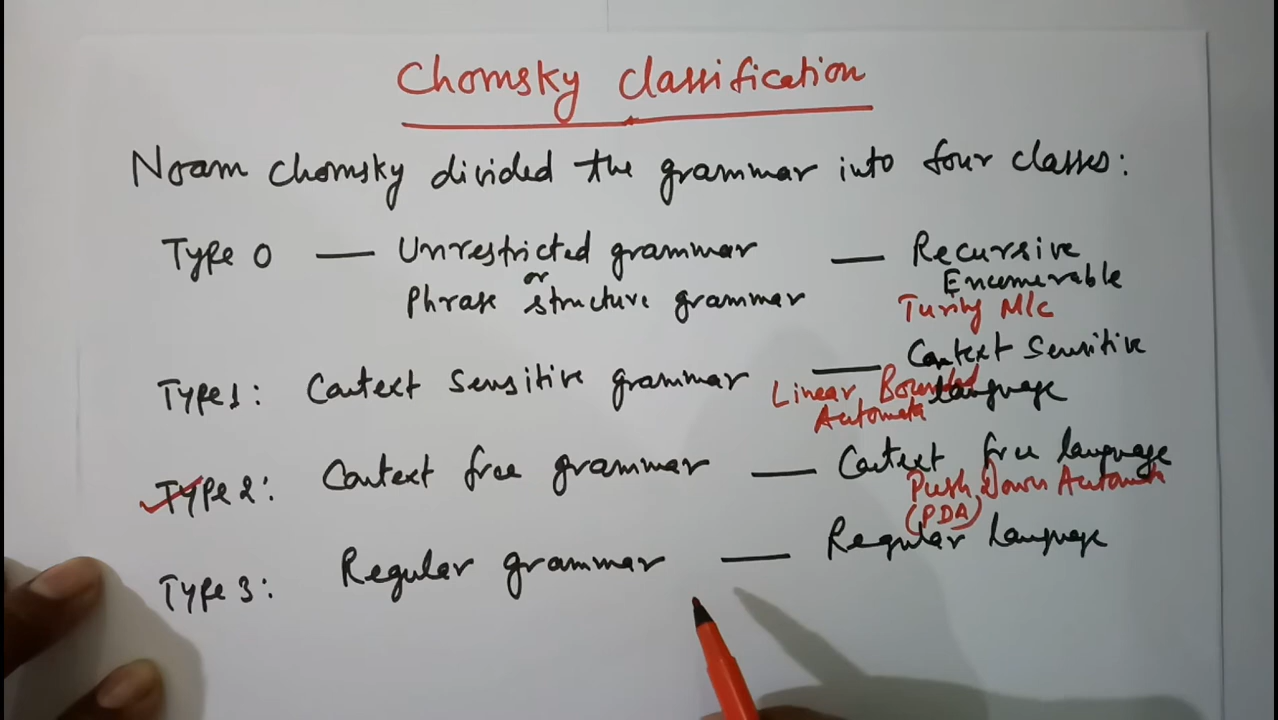 Chomsky Classification
Noam Chomsky divided the grammar into four classes:
Type 0 — Unrestricted grammar — Recursive
or Enumerable
Phrase structure grammar Turing M/c
Type 1: Context Sensitive grammar — Context Sensitive
Linear Bounded Language
Automata
Type 2: Context free grammar — Context free language
Push Down Automata
(PDA)
Type 3: Regular grammar — Regular Language